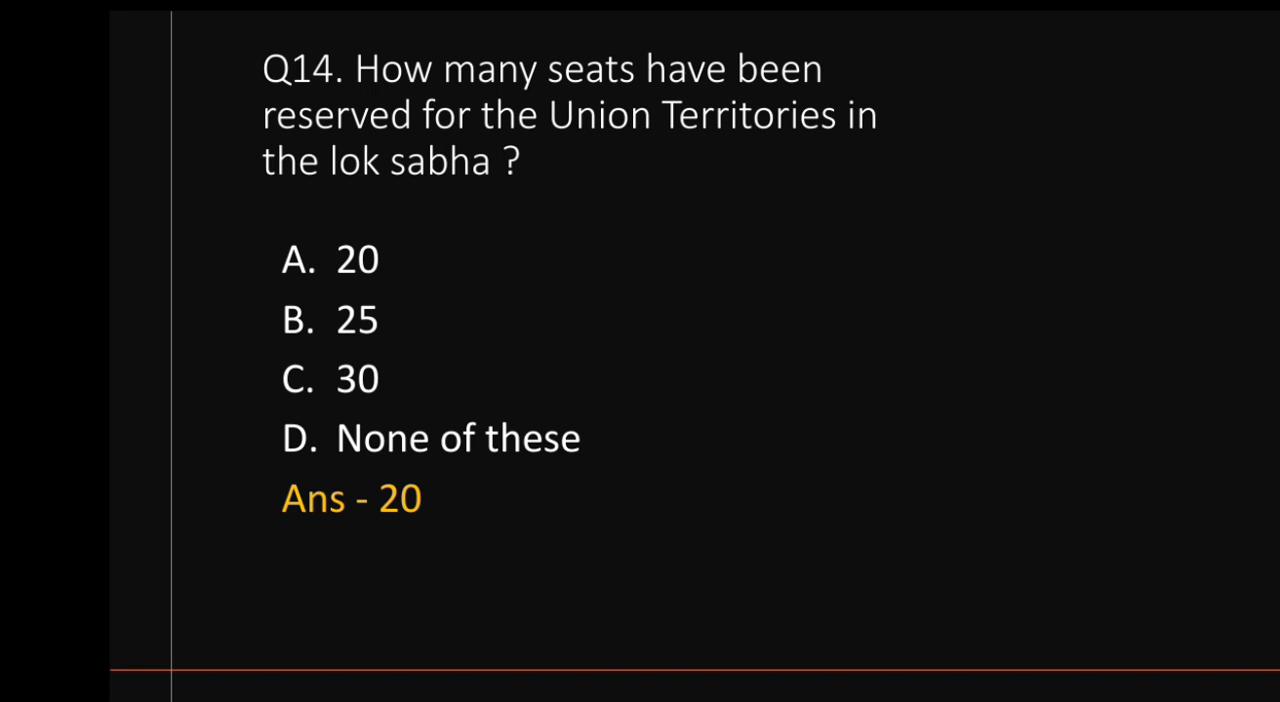 Q14. How many seats have been
reserved for the Union Territories in
the lok sabha ?
A. 20
B. 25
C. 30
D. None of these
Ans - 20